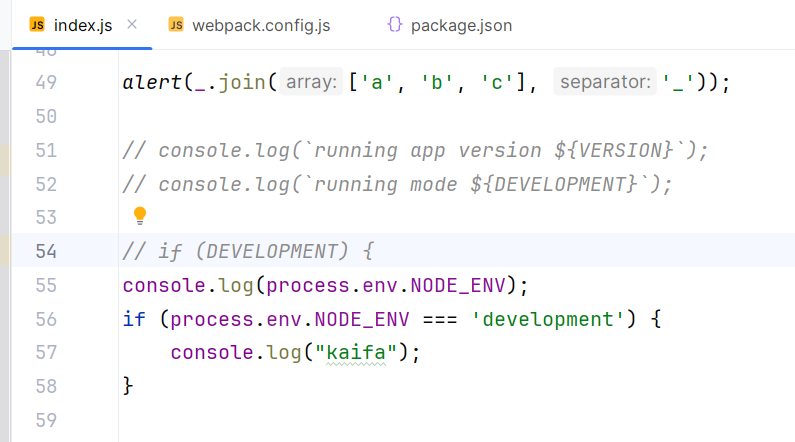 JS index.js ×
JS webpack.config.js
{} package.json
48
49 alert(_.join( array: ['a', 'b', 'c'], separator: '_'));
50
51 // console.log(`running app version ${VERSION}`);
52 // console.log(`running mode ${DEVELOPMENT}`);
53
54 // if (DEVELOPMENT) {
55 console.log(process.env.NODE_ENV);
56 if (process.env.NODE_ENV === 'development') {
57     console.log("kaifa");
58 }
59